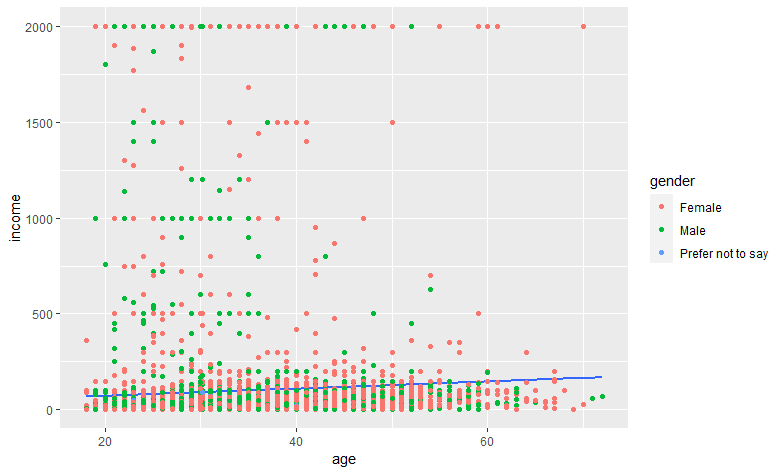 2000
1500
1000
500
0
income
20
40
60
age
gender
Female
Male
Prefer not to say